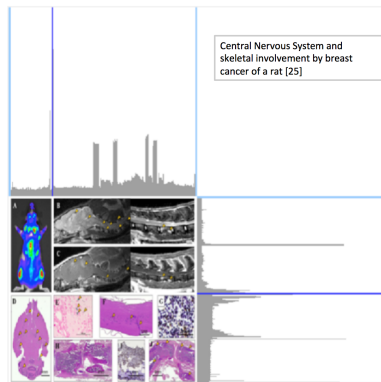 Central Nervous System and
skeletal involvement by breast
cancer of a rat [25]
A
B
C
D
E
F
G
H